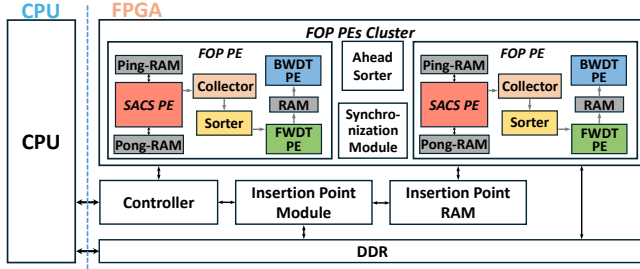 CPU
FPGA
CPU
FOP PEs Cluster
FOP PE
Ping-RAM
SACS PE
Pong-RAM
Collector
Sorter
BWDT
PE
RAM
FWDT
PE
Ahead
Sorter
Synchro-
nization
Module
FOP PE
Ping-RAM
SACS PE
Pong-RAM
Collector
Sorter
BWDT
PE
RAM
FWDT
PE
Controller
Insertion Point
Module
Insertion Point
RAM
DDR